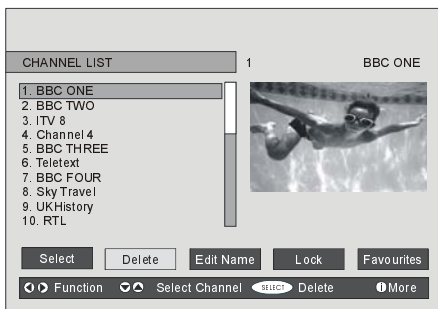 CHANNEL LIST 1 BBC ONE
1. BBC ONE
2. BBC TWO
3. ITV 8
4. Channel 4
5. BBC THREE
6. Teletext
7. BBC FOUR
8. Sky Travel
9. UKHistory
10. RTL
Select Delete Edit Name Lock Favourites
Function Select Channel SELECT Delete i More